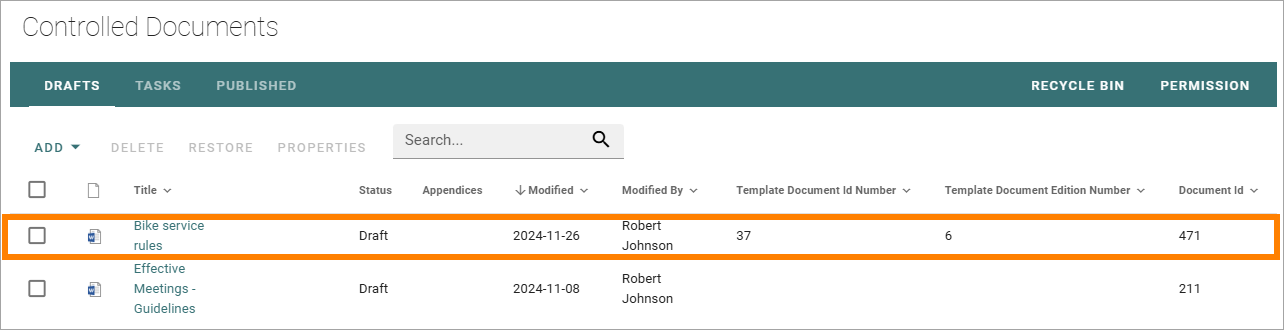 Controlled Documents
DRAFTS TASKS PUBLISHED RECYCLE BIN PERMISSION
ADD DELETE RESTORE PROPERTIES Search...
Title Status Appendices Modified Modified By Template Document Id Number Template Document Edition Number Document Id
Bike service rules Draft 2024-11-26 Robert Johnson 37 6 471
Effective Meetings - Guidelines Draft 2024-11-08 Robert Johnson 211